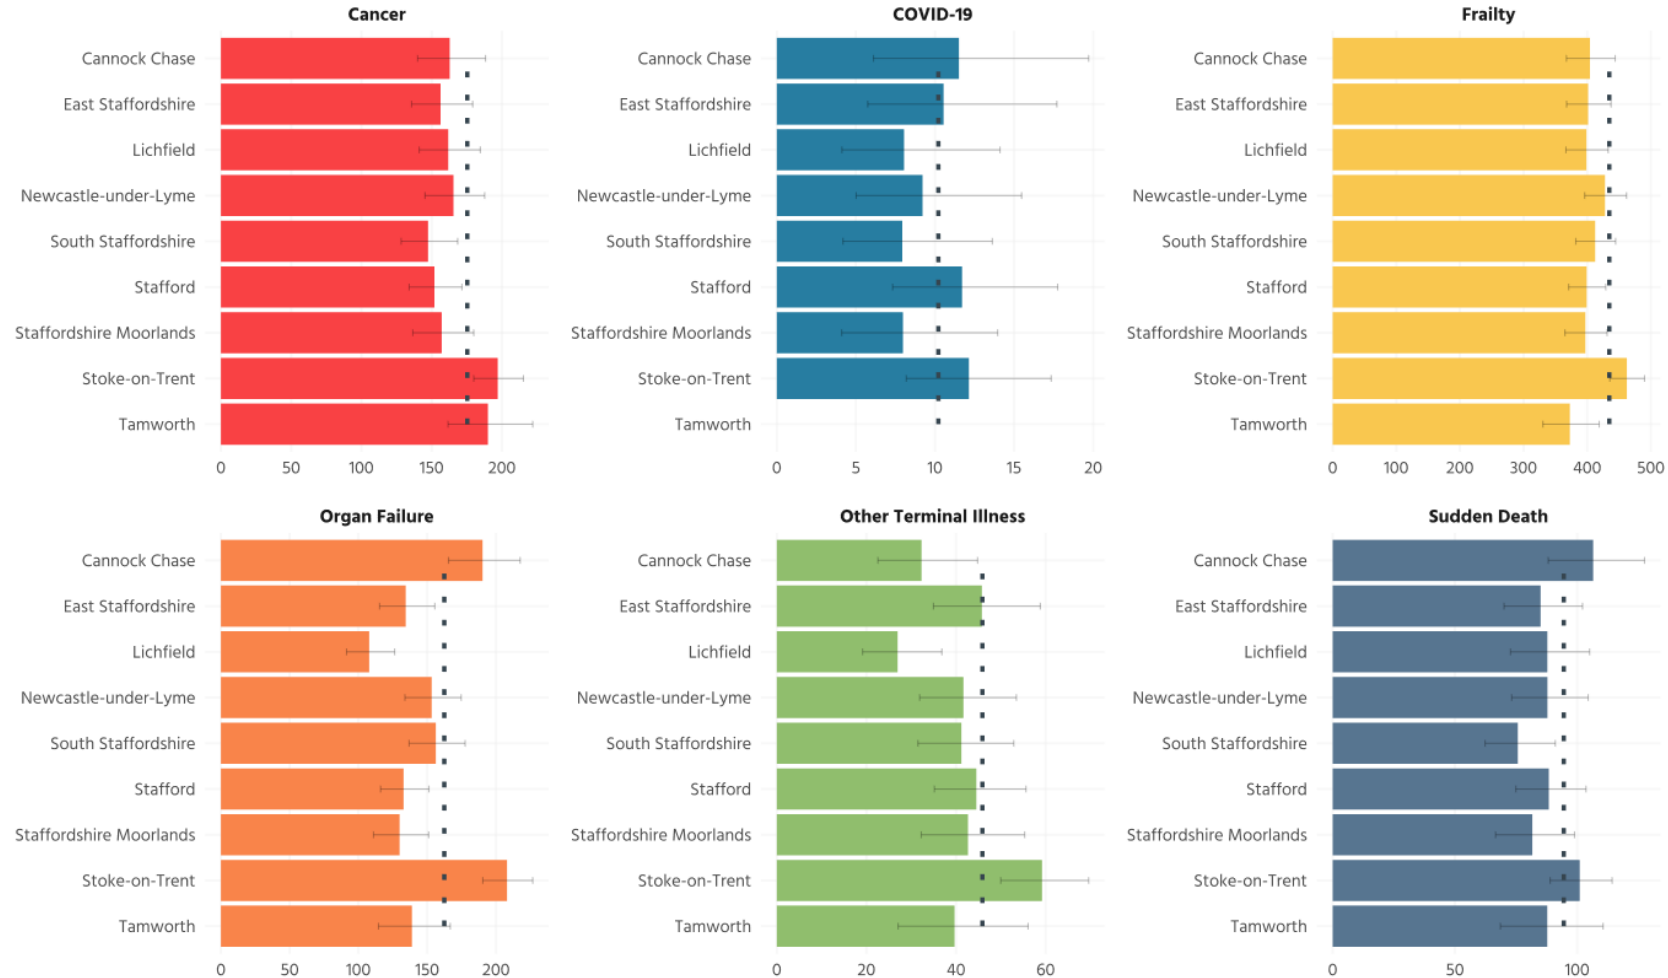 Cancer
Cannock Chase
East Staffordshire
Lichfield
Newcastle-under-Lyme
South Staffordshire
Stafford
Staffordshire Moorlands
Stoke-on-Trent
Tamworth
0 50 100 150 200
COVID-19
Cannock Chase
East Staffordshire
Lichfield
Newcastle-under-Lyme
South Staffordshire
Stafford
Staffordshire Moorlands
Stoke-on-Trent
Tamworth
0 5 10 15 20
Frailty
Cannock Chase
East Staffordshire
Lichfield
Newcastle-under-Lyme
South Staffordshire
Stafford
Staffordshire Moorlands
Stoke-on-Trent
Tamworth
0 100 200 300 400 500
Organ Failure
Cannock Chase
East Staffordshire
Lichfield
Newcastle-under-Lyme
South Staffordshire
Stafford
Staffordshire Moorlands
Stoke-on-Trent
Tamworth
0 50 100 150 200
Other Terminal Illness
Cannock Chase
East Staffordshire
Lichfield
Newcastle-under-Lyme
South Staffordshire
Stafford
Staffordshire Moorlands
Stoke-on-Trent
Tamworth
0 20 40 60
Sudden Death
Cannock Chase
East Staffordshire
Lichfield
Newcastle-under-Lyme
South Staffordshire
Stafford
Staffordshire Moorlands
Stoke-on-Trent
Tamworth
0 50 100